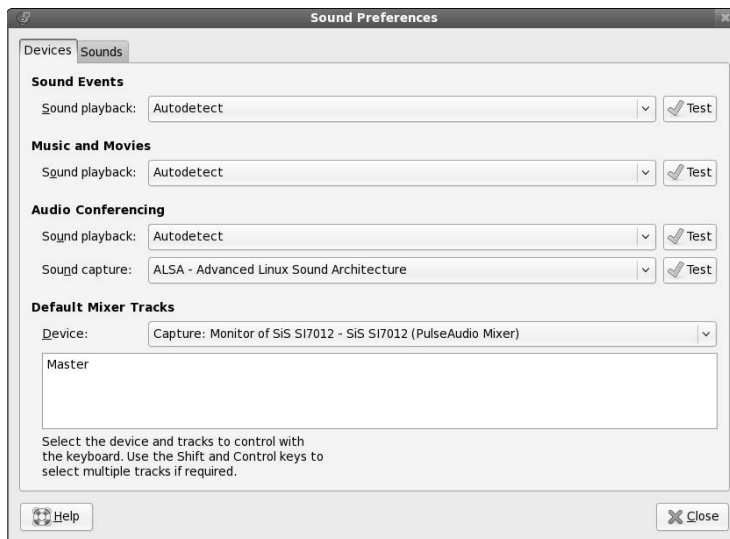 Sound Preferences
Devices Sounds
Sound Events
Sound playback: Autodetect Test
Music and Movies
Sound playback: Autodetect Test
Audio Conferencing
Sound playback: Autodetect Test
Sound capture: ALSA - Advanced Linux Sound Architecture Test
Default Mixer Tracks
Device: Capture: Monitor of SiS SI7012 - SiS SI7012 (PulseAudio Mixer)
Master
Select the device and tracks to control with
the keyboard. Use the Shift and Control keys to
select multiple tracks if required.
Help Close